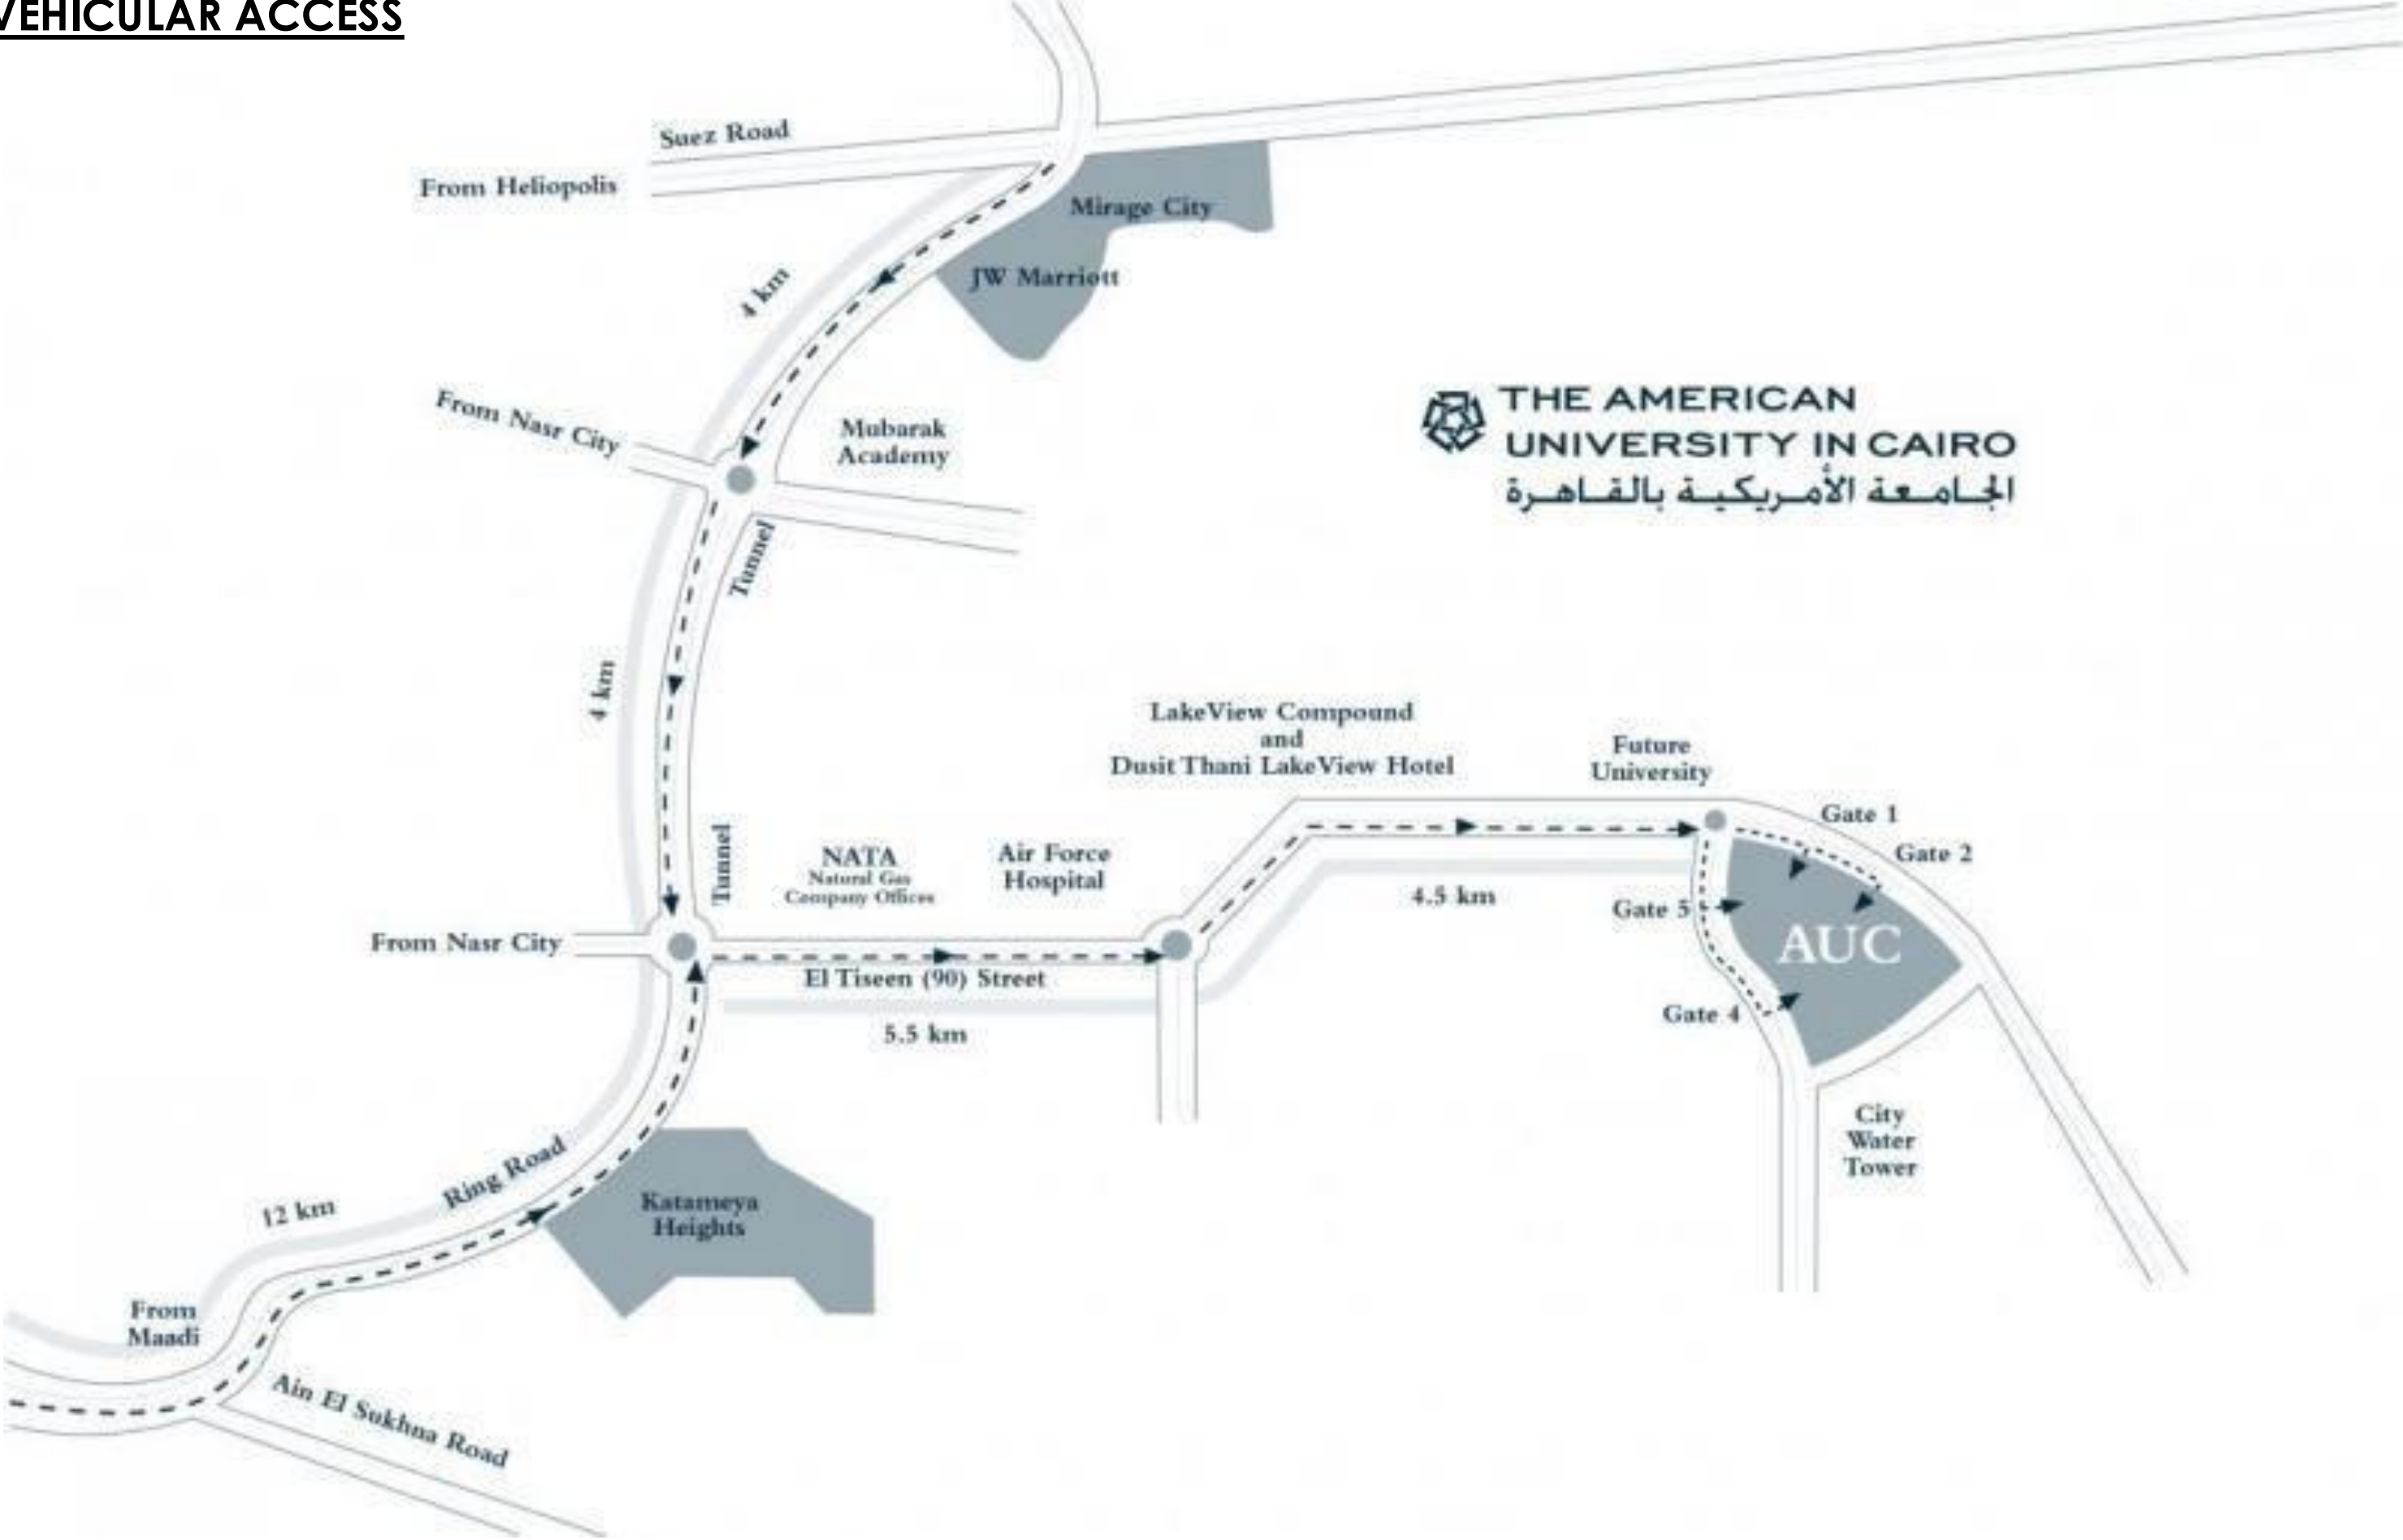 VEHICULAR ACCESS
Suez Road
From Heliopolis
Mirage City
JW Marriott
4 km
From Nasr City
Mubarak
Academy
THE AMERICAN
UNIVERSITY IN CAIRO
الجامعة الأمريكية بالقاهرة
Tunnel
4 km
LakeView Compound
and
Dusit Thani LakeView Hotel
Future
University
Gate 1
Gate 2
Tunnel
NATA
Natural Gas
Company Offices
Air Force
Hospital
4.5 km
Gate 5
AUC
From Nasr City
El Tiseen (90) Street
5.5 km
Gate 4
City
Water
Tower
Ring Road
12 km
Katameya
Heights
From
Maadi
Ain El Sukhna Road